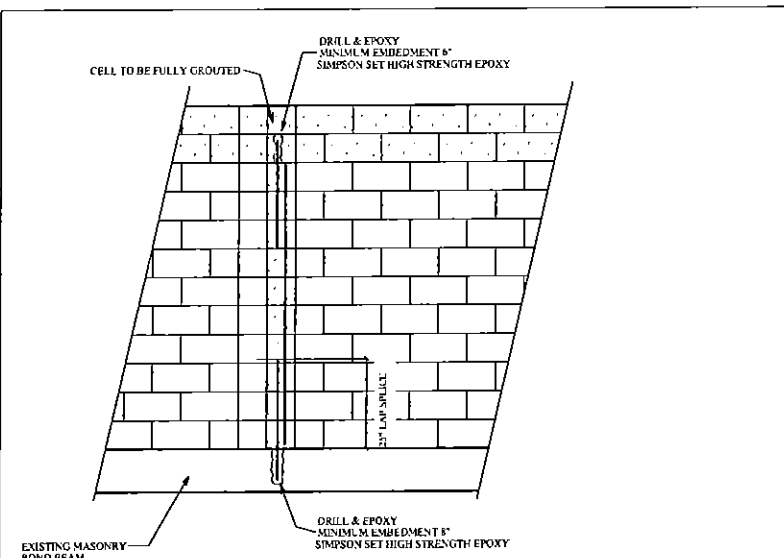 DRILL & EPOXY
MINIMUM EMBEDMENT 6"
SIMPSON SET HIGH STRENGTH EPOXY
CELL TO BE FULLY GROUTED
25" LAP SPLICE
DRILL & EPOXY
MINIMUM EMBEDMENT 8"
SIMPSON SET HIGH STRENGTH EPOXY
EXISTING MASONRY
BOND BEAM